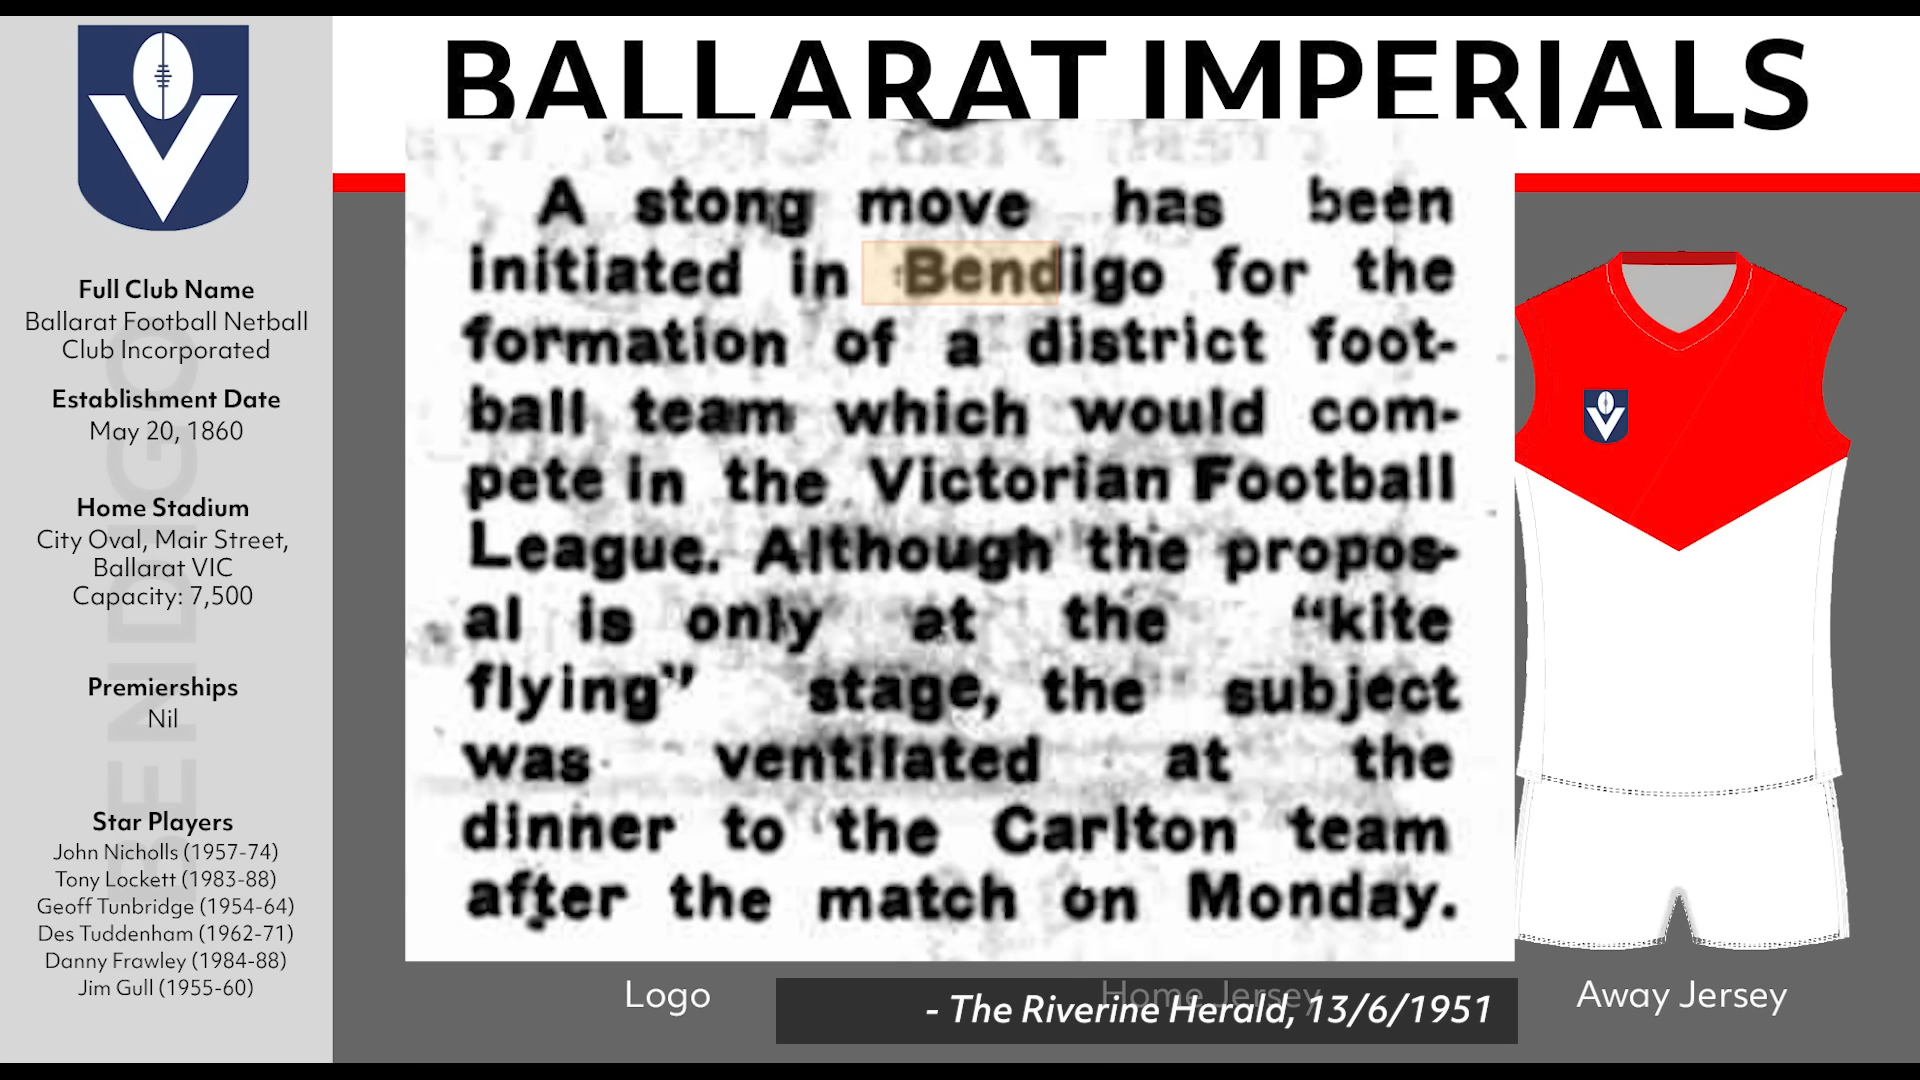 BALLARAT IMPERIALS
Full Club Name
Ballarat Football Netball
Club Incorporated
Establishment Date
May 20, 1860
Home Stadium
City Oval, Mair Street,
Ballarat VIC
Capacity: 7,500
Premierships
Nil
Star Players
John Nicholls (1957-74)
Tony Lockett (1983-88)
Geoff Tunbridge (1954-64)
Des Tuddenham (1962-71)
Danny Frawley (1984-88)
Jim Gull (1955-60)
BENDIGO
A stong move has been
initiated in Bendigo for the
formation of a district foot-
ball team which would com-
pete in the Victorian Football
League. Although the propos-
al is only at the "kite
flying" stage, the subject
was ventilated at the
dinner to the Carlton team
after the match on Monday.
Logo
Home Jersey
Away Jersey
- The Riverine Herald, 13/6/1951